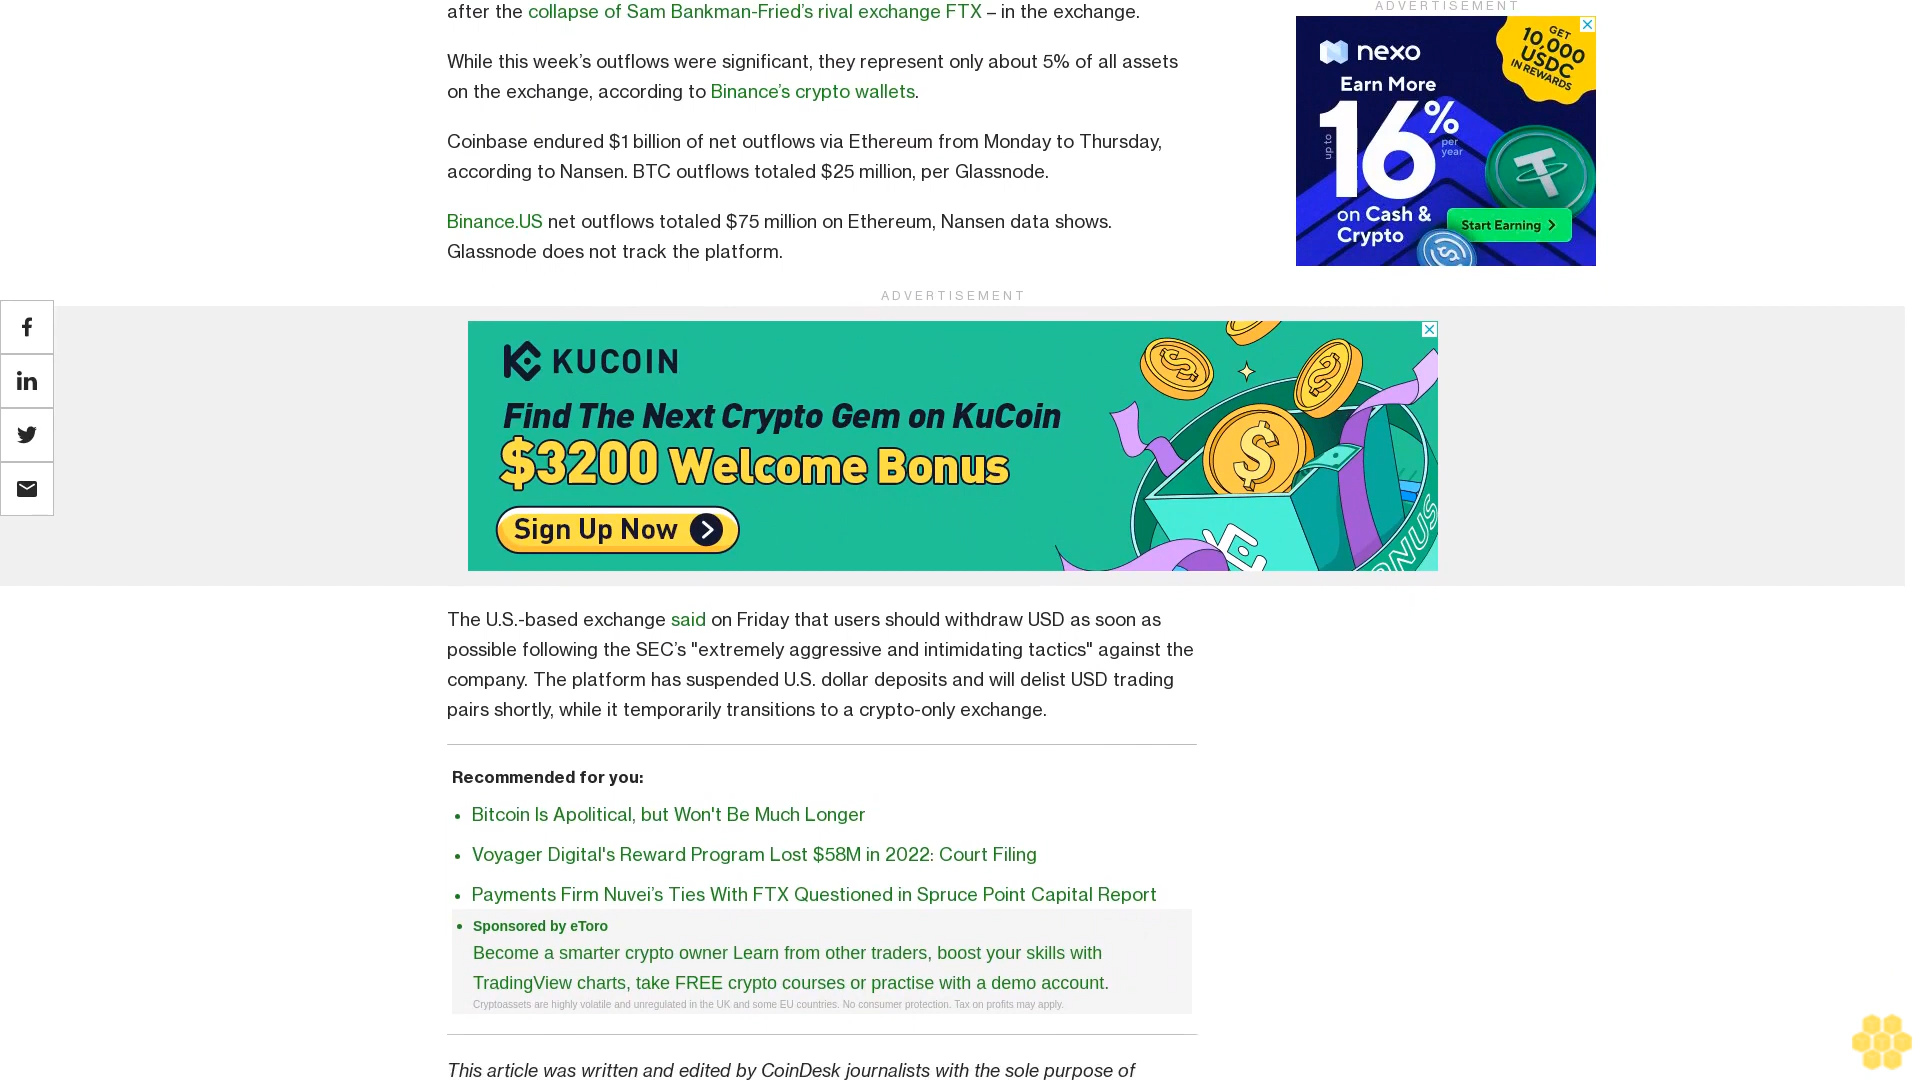 after the collapse of Sam Bankman-Fried’s rival exchange FTX – in the exchange.
While this week’s outflows were significant, they represent only about 5% of all assets
on the exchange, according to Binance’s crypto wallets.
Coinbase endured $1 billion of net outflows via Ethereum from Monday to Thursday,
according to Nansen. BTC outflows totaled $25 million, per Glassnode.
Binance.US net outflows totaled $75 million on Ethereum, Nansen data shows.
Glassnode does not track the platform.
ADVERTISEMENT
nexo
GET
10,000
USDC
IN REWARDS
Earn More
up to
16%
per
year
on Cash &
Crypto
Start Earning
ADVERTISEMENT
KUCOIN
Find The Next Crypto Gem on KuCoin
$3200 Welcome Bonus
Sign Up Now
BONUS
The U.S.-based exchange said on Friday that users should withdraw USD as soon as
possible following the SEC’s "extremely aggressive and intimidating tactics" against the
company. The platform has suspended U.S. dollar deposits and will delist USD trading
pairs shortly, while it temporarily transitions to a crypto-only exchange.
Recommended for you:
• Bitcoin Is Apolitical, but Won't Be Much Longer
• Voyager Digital's Reward Program Lost $58M in 2022: Court Filing
• Payments Firm Nuvei’s Ties With FTX Questioned in Spruce Point Capital Report
• Sponsored by eToro
Become a smarter crypto owner Learn from other traders, boost your skills with
TradingView charts, take FREE crypto courses or practise with a demo account.
Cryptoassets are highly volatile and unregulated in the UK and some EU countries. No consumer protection. Tax on profits may apply.
This article was written and edited by CoinDesk journalists with the sole purpose of